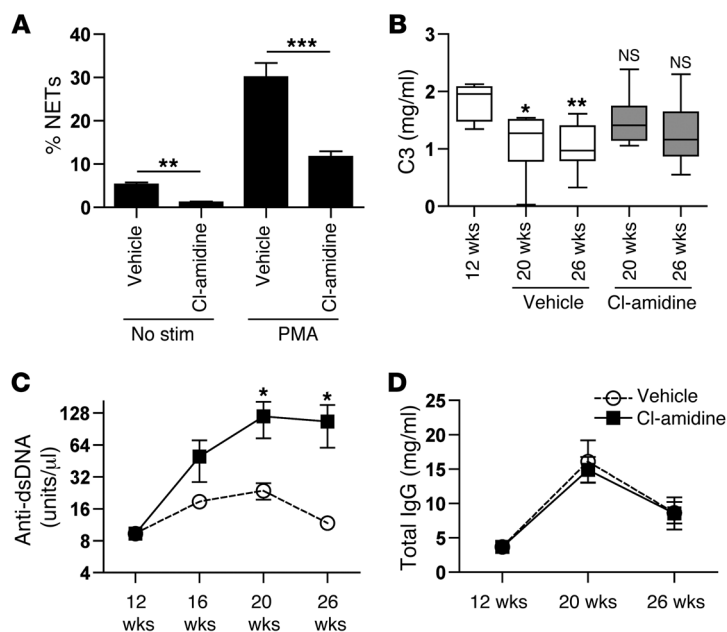 A
% NETs
40
30
20
10
0
**
***
Vehicle
Cl-amidine
Vehicle
Cl-amidine
No stim
PMA
B
C3 (mg/ml)
3
2
1
0
*
**
NS
NS
12 wks
20 wks
26 wks
20 wks
26 wks
Vehicle
Cl-amidine
C
Anti-dsDNA
(units/µl)
128
64
32
16
8
4
*
*
12
wks
16
wks
20
wks
26
wks
D
Total IgG (mg/ml)
25
20
15
10
5
0
Vehicle
Cl-amidine
12 wks
20 wks
26 wks